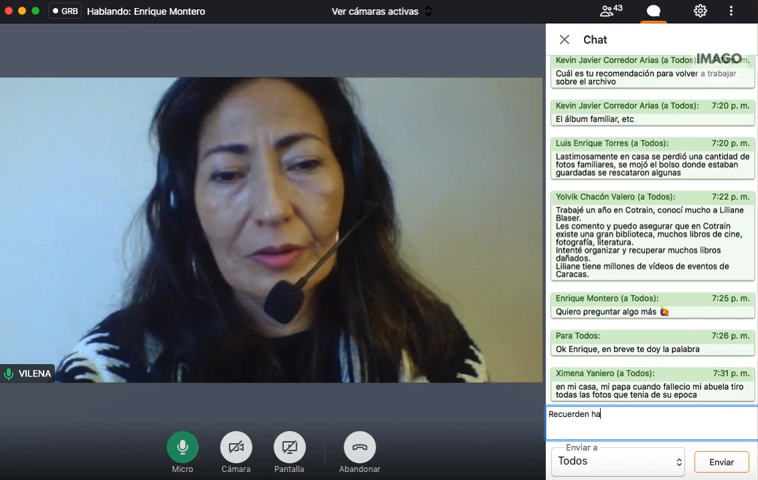 GRB Hablando: Enrique Montero
Ver cámaras activas
43
Chat
IMAGO
Kevin Javier Corredor Arias (a Todos):
Cuál es tu recomendación para volver a trabajar
sobre el archivo
Kevin Javier Corredor Arias (a Todos): 7:20 p. m.
El álbum familiar, etc
Luis Enrique Torres (a Todos): 7:20 p. m.
Lastimosamente en casa se perdió una cantidad de
fotos familiares, se mojó el bolso donde estaban
guardadas se rescataron algunas
Yolvik Chacón Valero (a Todos): 7:22 p. m.
Trabajé un año en Cotrain, conocí mucho a Liliane
Blaser.
Les comento y puedo asegurar que en Cotrain
existe una gran biblioteca, muchos libros de cine,
fotografía, literatura.
Intenté organizar y recuperar muchos libros
dañados.
Liliane tiene millones de vídeos de eventos de
Caracas.
Enrique Montero (a Todos): 7:25 p. m.
Quiero preguntar algo más 🙋
Para Todos: 7:26 p. m.
Ok Enrique, en breve te doy la palabra
Ximena Yaniero (a Todos): 7:31 p. m.
en mi casa, mi papa cuando fallecio mi abuela tiro
todas las fotos que tenia de su epoca
Recuerden ha
Enviar a
Todos
Enviar
VILENA
Micro
Cámara
Pantalla
Abandonar